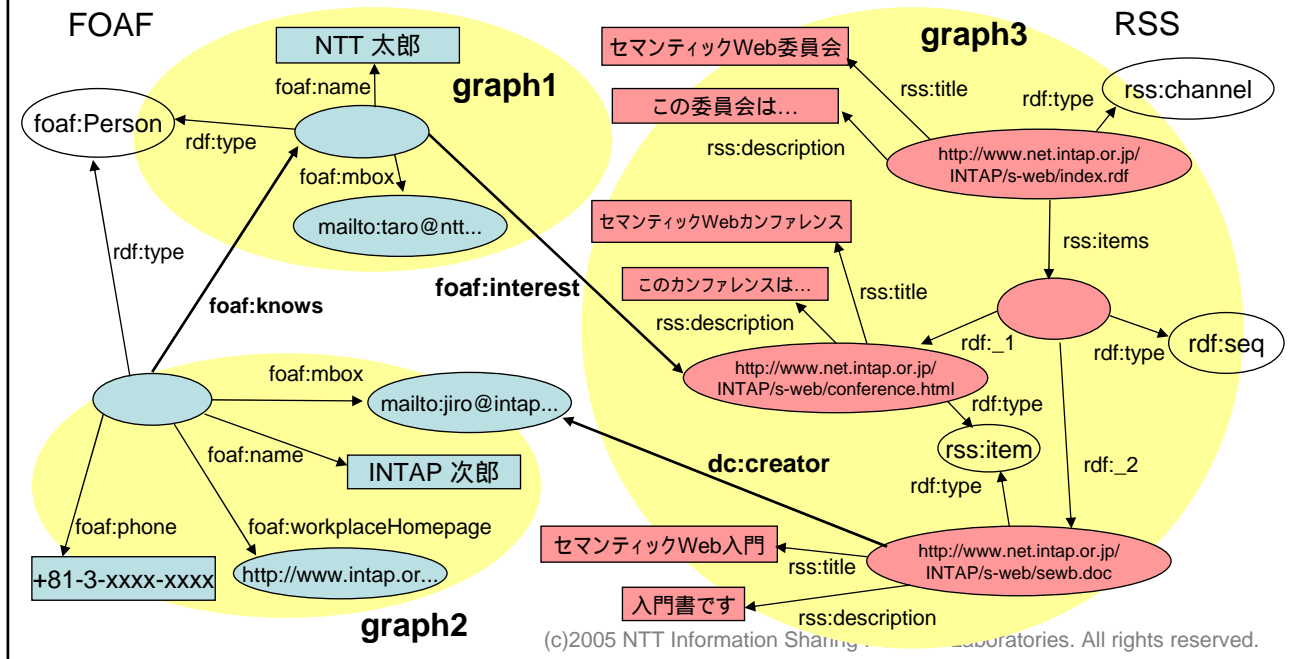 FOAF
RSS
NTT 太郎
graph1
foaf:name
foaf:Person
rdf:type
foaf:mbox
mailto:taro@ntt...
rdf:type
foaf:knows
foaf:interest
foaf:mbox
mailto:jiro@intap...
foaf:name
INTAP 次郎
foaf:phone
foaf:workplaceHomepage
+81-3-xxxx-xxxx
http://www.intap.or...
graph2
graph3
セマンティックWeb委員会
rss:title
rdf:type
rss:channel
この委員会は...
rss:description
http://www.net.intap.or.jp/
INTAP/s-web/index.rdf
セマンティックWebカンファレンス
rss:items
このカンファレンスは...
rss:title
rss:description
rdf:_1
rdf:type
rdf:seq
http://www.net.intap.or.jp/
INTAP/s-web/conference.html
rdf:type
rss:item
dc:creator
rdf:type
rdf:_2
セマンティックWeb入門
rss:title
http://www.net.intap.or.jp/
INTAP/s-web/sewb.doc
入門書です
rss:description
(c)2005 NTT Information Sharing Laboratories. All rights reserved.